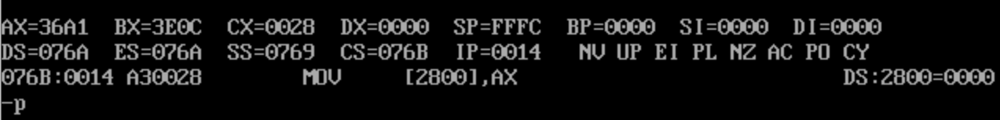 AX=36A1  BX=3E0C  CX=0028  DX=0000  SP=FFFC  BP=0000  SI=0000  DI=0000
DS=076A  ES=076A  SS=0769  CS=076B  IP=0014   NV UP EI PL NZ AC PO CY
076B:0014 A30028        MOV     [2800],AX                          DS:2800=0000
-p